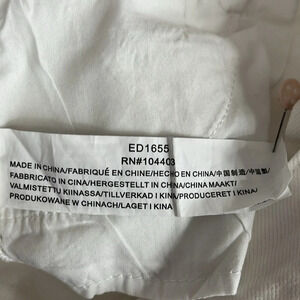 ED1655
RN#104403
MADE IN CHINA/FABRIQUÉ EN CHINE/HECHO EN CHINA/中国制造/中國製造/
FABBRICATO IN CINA/HERGESTELLT IN CHINA/CHINA MAAKT/
VALMISTETTU KIINASSA/TILLVERKAD I KINA/PRODUCERET I KINA/
PRODUKOWANE W CHINACH/LAGET I KINA